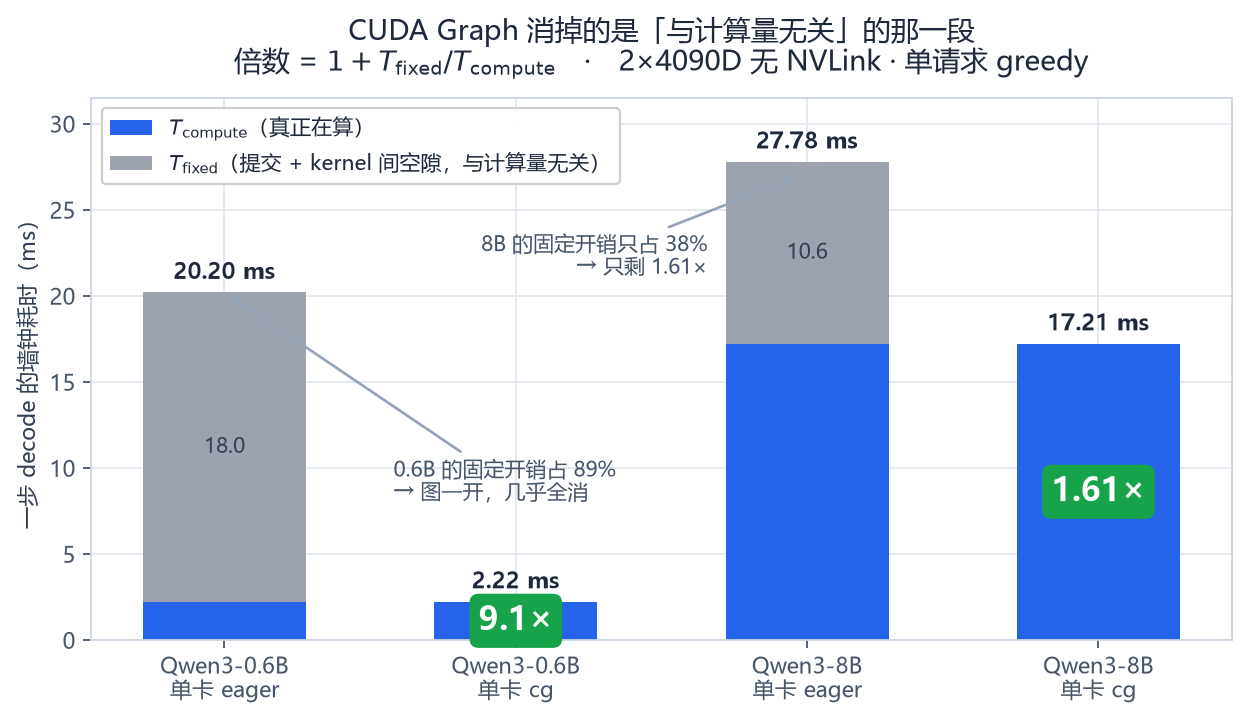 CUDA Graph 消掉的是「与计算量无关」的那一段
倍数 = 1 + T_fixed/T_compute · 2×4090D 无 NVLink · 单请求 greedy
T_compute（真正在算）
T_fixed（提交 + kernel 间空隙，与计算量无关）
一步 decode 的墙钟耗时（ms）
30
25
20
15
10
5
0
20.20 ms
18.0
0.6B 的固定开销占 89%
→ 图一开，几乎全消
2.22 ms
9.1×
27.78 ms
10.6
8B 的固定开销只占 38%
→ 只剩 1.61×
17.21 ms
1.61×
Qwen3-0.6B
单卡 eager
Qwen3-0.6B
单卡 cg
Qwen3-8B
单卡 eager
Qwen3-8B
单卡 cg